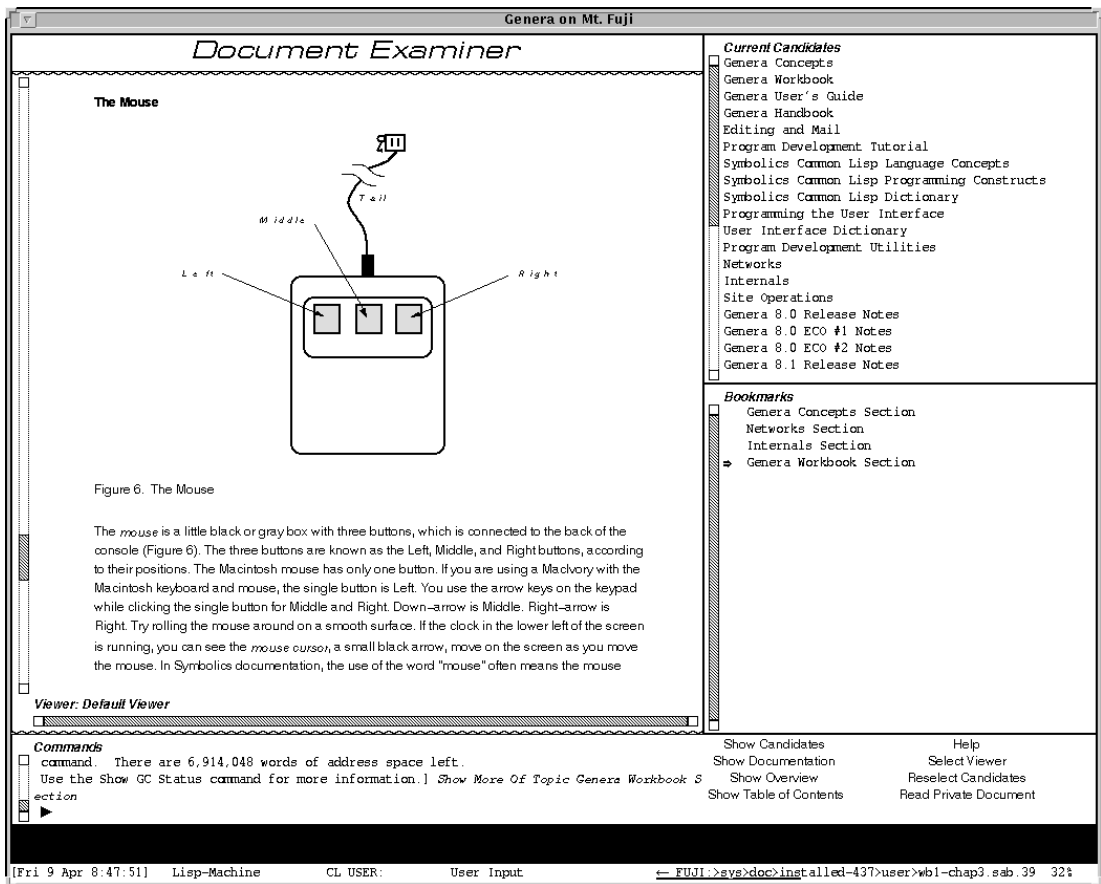 Genera on Mt. Fuji
Document Examiner
The Mouse
Tail
Middle
Left
Right
Figure 6. The Mouse
The mouse is a little black or gray box with three buttons, which is connected to the back of the
console (Figure 6). The three buttons are known as the Left, Middle, and Right buttons, according
to their positions. The Macintosh mouse has only one button. If you are using a MacIvory with the
Macintosh keyboard and mouse, the single button is Left. You use the arrow keys on the keypad
while clicking the single button for Middle and Right. Down–arrow is Middle. Right–arrow is
Right. Try rolling the mouse around on a smooth surface. If the clock in the lower left of the screen
is running, you can see the mouse cursor, a small black arrow, move on the screen as you move
the mouse. In Symbolics documentation, the use of the word "mouse" often means the mouse
Viewer: Default Viewer
Current Candidates
Genera Concepts
Genera Workbook
Genera User's Guide
Genera Handbook
Editing and Mail
Program Development Tutorial
Symbolics Common Lisp Language Concepts
Symbolics Common Lisp Programming Constructs
Symbolics Common Lisp Dictionary
Programming the User Interface
User Interface Dictionary
Program Development Utilities
Networks
Internals
Site Operations
Genera 8.0 Release Notes
Genera 8.0 ECO #1 Notes
Genera 8.0 ECO #2 Notes
Genera 8.1 Release Notes
Bookmarks
Genera Concepts Section
Networks Section
Internals Section
⇒ Genera Workbook Section
Commands
command. There are 6,914,048 words of address space left.
Use the Show GC Status command for more information.] Show More Of Topic Genera Workbook S
ection
Show Candidates Help
Show Documentation Select Viewer
Show Overview Reselect Candidates
Show Table of Contents Read Private Document
[Fri 9 Apr 8:47:51] Lisp-Machine CL USER: User Input ← FUJI:>sys>doc>installed-437>user>wb1-chap3.sab.39 32%